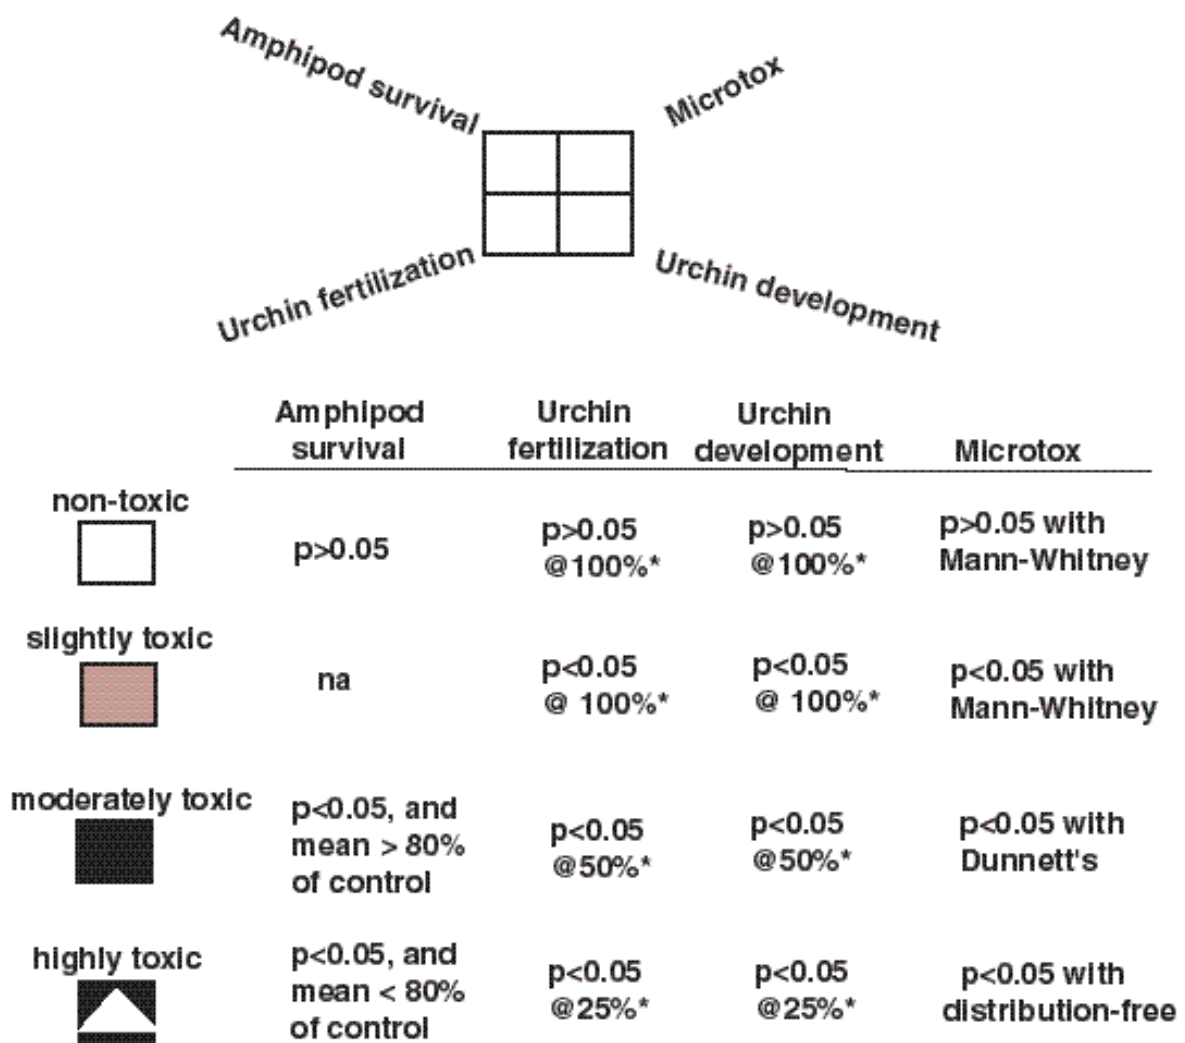 Amphipod survival
Microtox
Urchin fertilization
Urchin development
Amphipod survival
Urchin fertilization
Urchin development
Microtox
non-toxic
p>0.05
p>0.05 @100%*
p>0.05 @100%*
p>0.05 with Mann-Whitney
slightly toxic
na
p<0.05 @ 100%*
p<0.05 @ 100%*
p<0.05 with Mann-Whitney
moderately toxic
p<0.05, and mean > 80% of control
p<0.05 @50%*
p<0.05 @50%*
p<0.05 with Dunnett's
highly toxic
p<0.05, and mean < 80% of control
p<0.05 @25%*
p<0.05 @25%*
p<0.05 with distribution-free